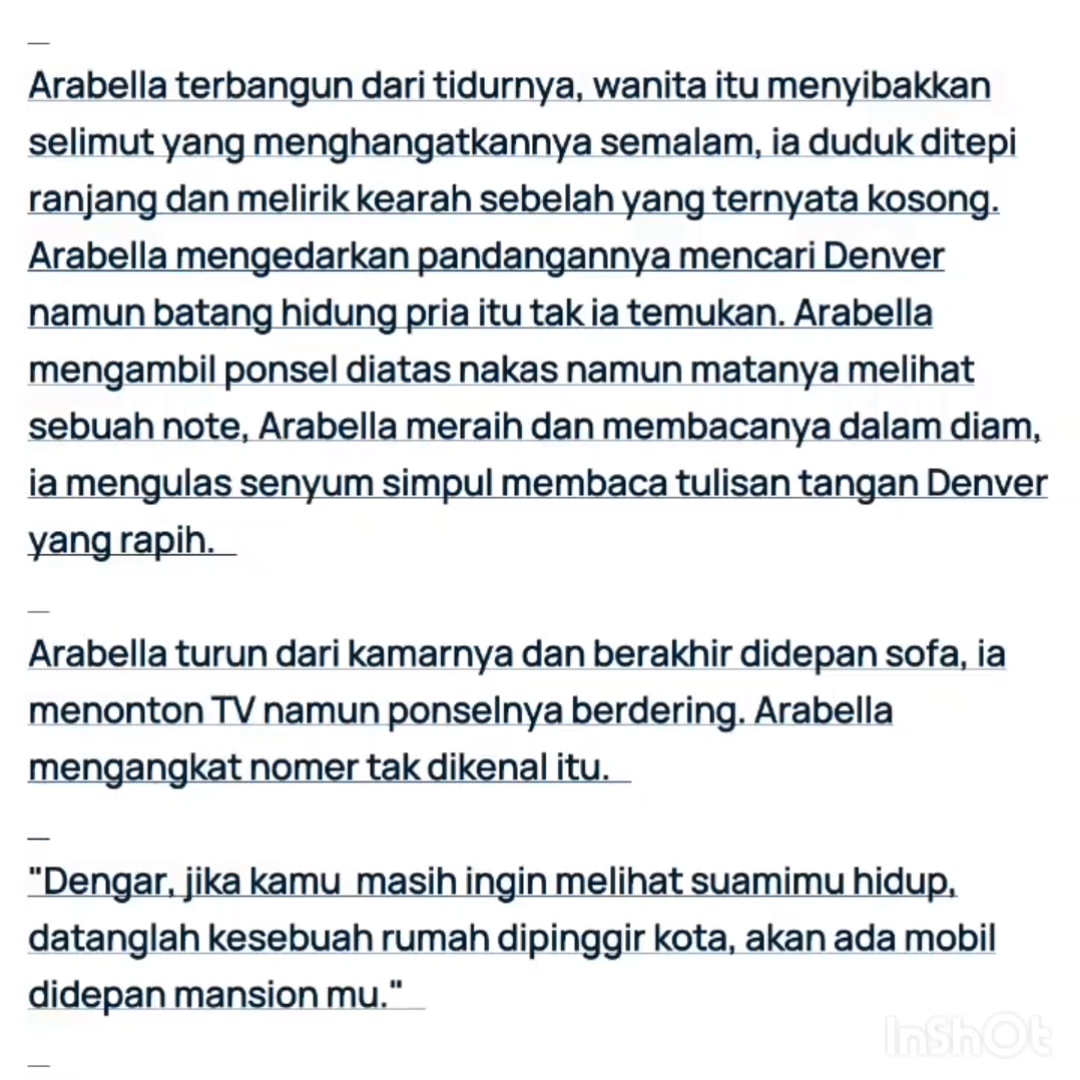 Arabella terbangun dari tidurnya, wanita itu menyibakkan
selimut yang menghangatkannya semalam, ia duduk ditepi
ranjang dan melirik kearah sebelah yang ternyata kosong.
Arabella mengedarkan pandangannya mencari Denver
namun batang hidung pria itu tak ia temukan. Arabella
mengambil ponsel diatas nakas namun matanya melihat
sebuah note, Arabella meraih dan membacanya dalam diam,
ia mengulas senyum simpul membaca tulisan tangan Denver
yang rapih.
Arabella turun dari kamarnya dan berakhir didepan sofa, ia
menonton TV namun ponselnya berdering. Arabella
mengangkat nomer tak dikenal itu.
"Dengar, jika kamu  masih ingin melihat suamimu hidup,
datanglah kesebuah rumah dipinggir kota, akan ada mobil
didepan mansion mu."
InShOt